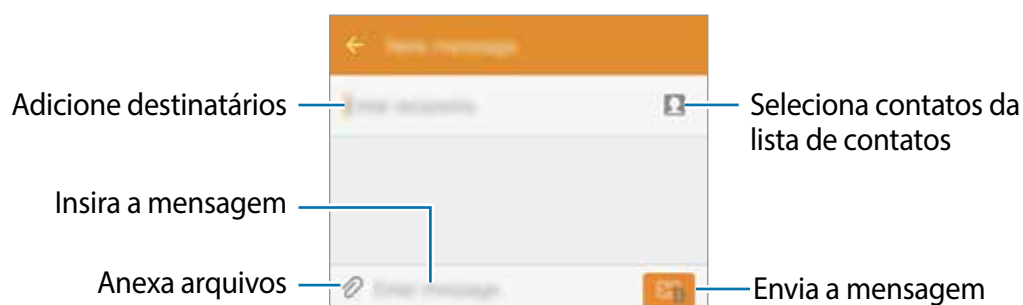 Adicione destinatários
Seleciona contatos da
lista de contatos
Insira a mensagem
Anexa arquivos
Envia a mensagem